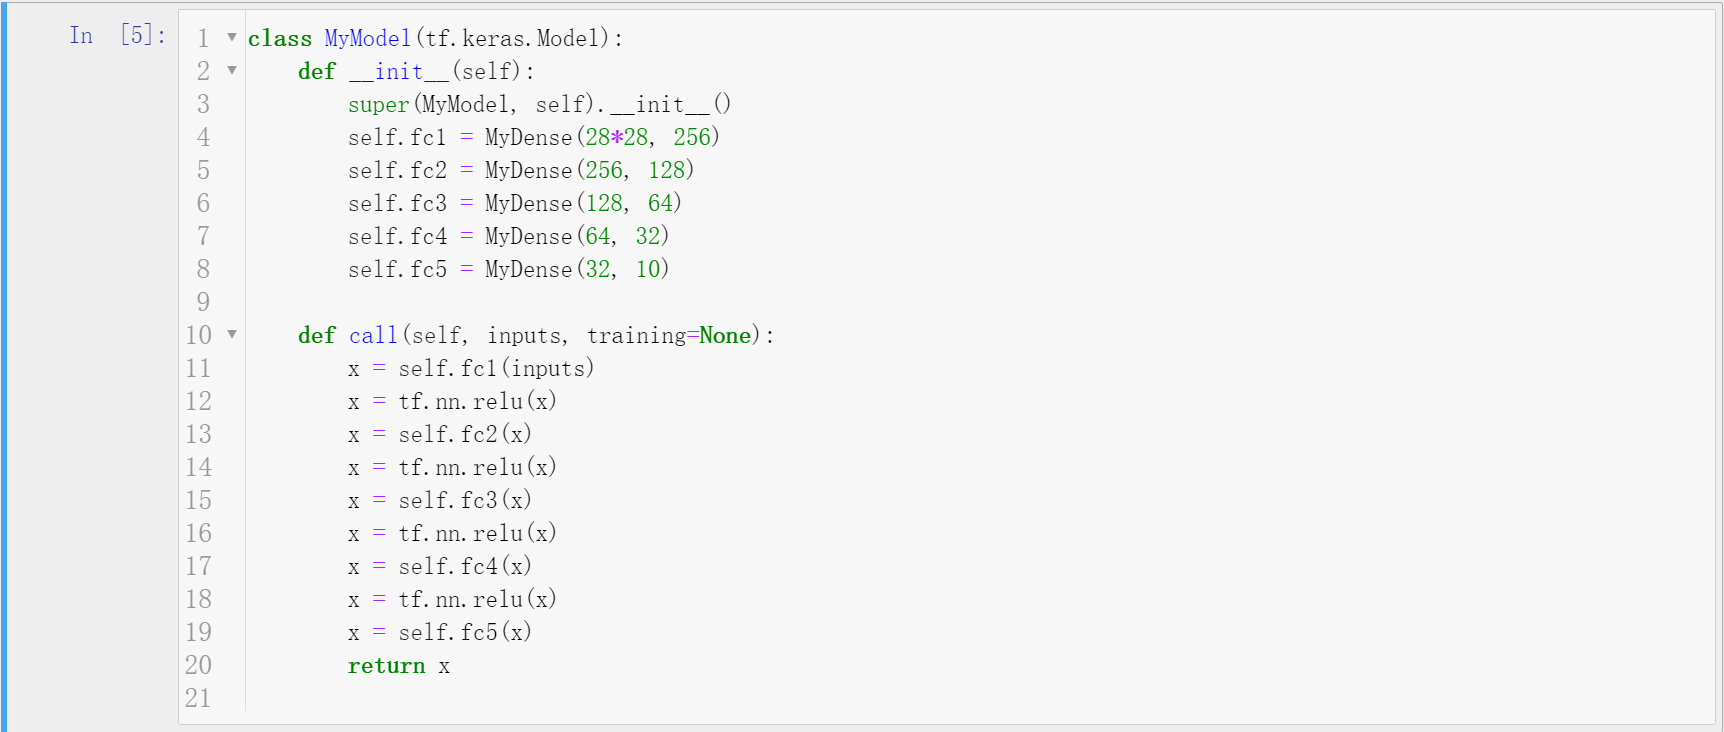 In [5]:
1 class MyModel(tf.keras.Model):
2     def __init__(self):
3         super(MyModel, self).__init__()
4         self.fc1 = MyDense(28*28, 256)
5         self.fc2 = MyDense(256, 128)
6         self.fc3 = MyDense(128, 64)
7         self.fc4 = MyDense(64, 32)
8         self.fc5 = MyDense(32, 10)
9
10     def call(self, inputs, training=None):
11         x = self.fc1(inputs)
12         x = tf.nn.relu(x)
13         x = self.fc2(x)
14         x = tf.nn.relu(x)
15         x = self.fc3(x)
16         x = tf.nn.relu(x)
17         x = self.fc4(x)
18         x = tf.nn.relu(x)
19         x = self.fc5(x)
20         return x
21